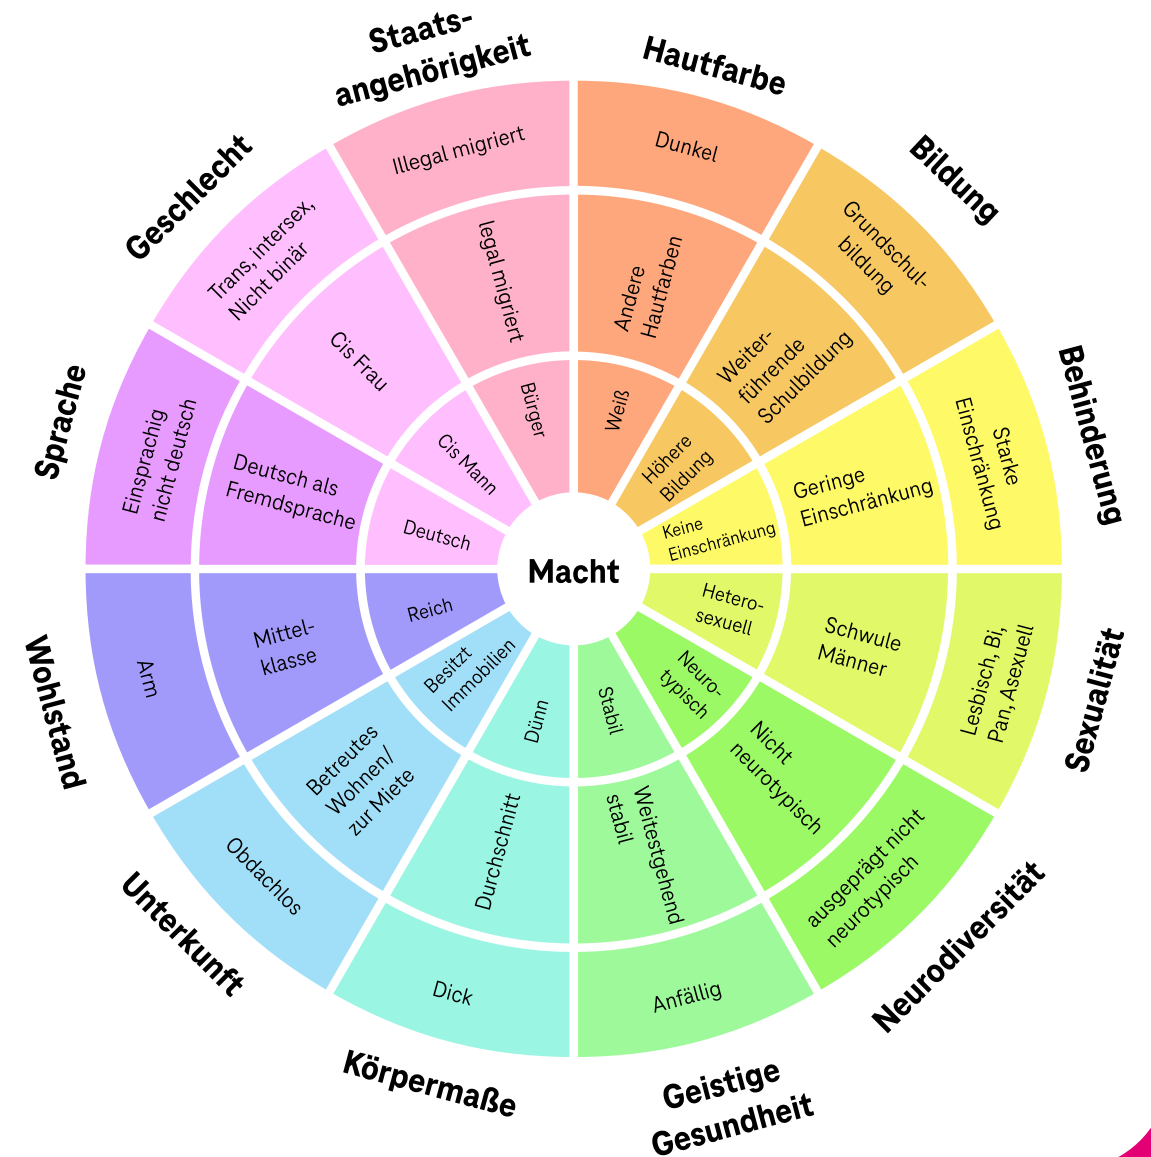 Staats-
angehörigkeit
Illegal migriert
legal migriert
Bürger
Hautfarbe
Dunkel
Andere
Hautfarben
Weiß
Bildung
Grundschul-
bildung
Weiter-
führende
Schulbildung
Höhere
Bildung
Behinderung
Starke
Einschränkung
Geringe
Einschränkung
Keine
Einschränkung
Sexualität
Lesbisch, Bi,
Pan, Asexuell
Schwule
Männer
Hetero-
sexuell
Neurodiversität
ausgeprägt nicht
neurotypisch
Nicht
neurotypisch
Neuro-
typisch
Geistige
Gesundheit
Anfällig
Weitestgehend
stabil
Stabil
Körpermaße
Dick
Durchschnitt
Dünn
Unterkunft
Obdachlos
Betreutes
Wohnen/
zur Miete
Besitzt
Immobilien
Wohlstand
Arm
Mittel-
klasse
Reich
Sprache
Einsprachig
nicht deutsch
Deutsch als
Fremdsprache
Deutsch
Geschlecht
Trans, intersex,
Nicht binär
Cis Frau
Cis Mann
Macht